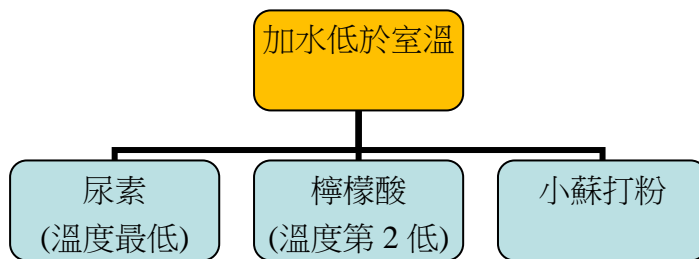 加水低於室溫
尿素
(溫度最低)
檸檬酸
(溫度第 2 低)
小蘇打粉